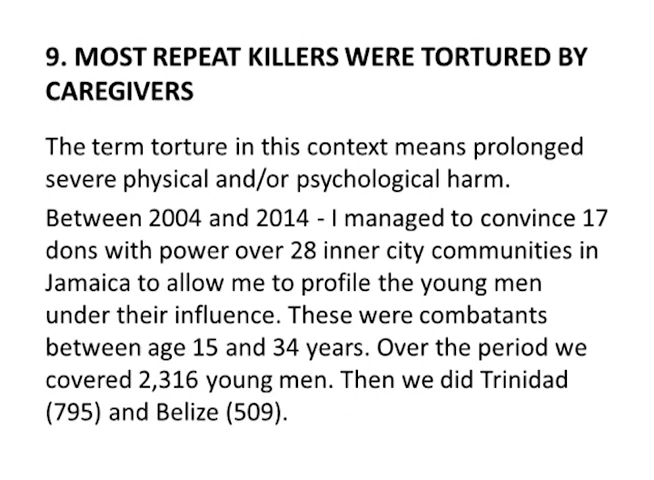 9. MOST REPEAT KILLERS WERE TORTURED BY
CAREGIVERS
The term torture in this context means prolonged
severe physical and/or psychological harm.
Between 2004 and 2014 - I managed to convince 17
dons with power over 28 inner city communities in
Jamaica to allow me to profile the young men
under their influence. These were combatants
between age 15 and 34 years. Over the period we
covered 2,316 young men. Then we did Trinidad
(795) and Belize (509).